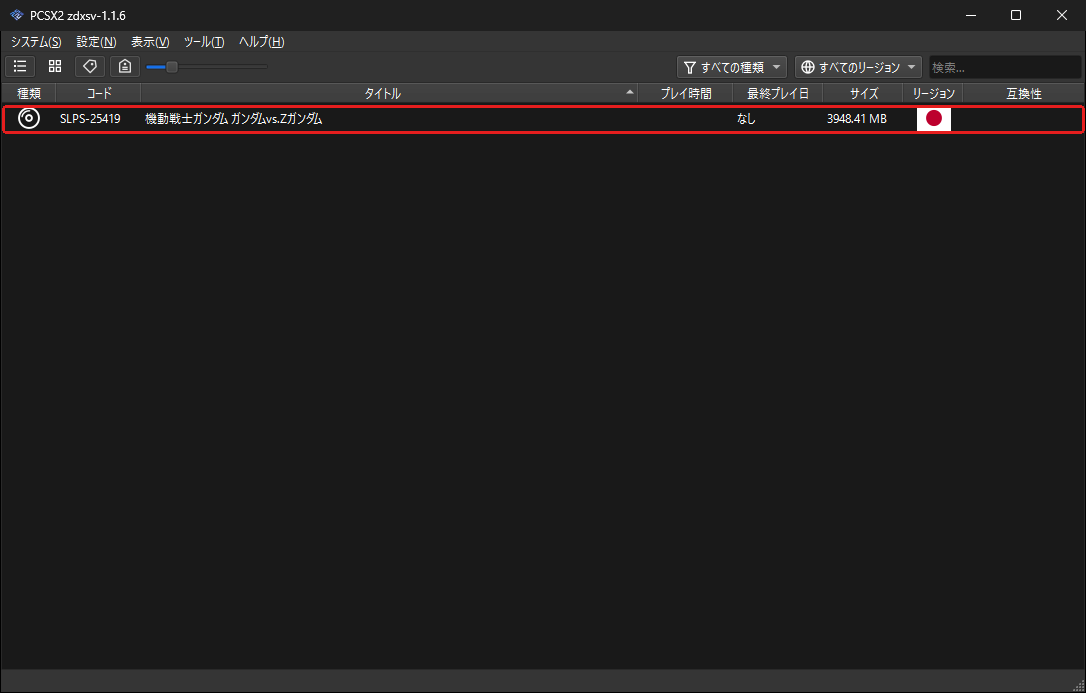 PCSX2 zdxsv-1.1.6
システム(S) 設定(N) 表示(V) ツール(T) ヘルプ(H)
すべての種類 すべてのリージョン 検索...
種類 コード タイトル プレイ時間 最終プレイ日 サイズ リージョン 互換性
SLPS-25419 機動戦士ガンダム ガンダムvs.Zガンダム なし 3948.41 MB